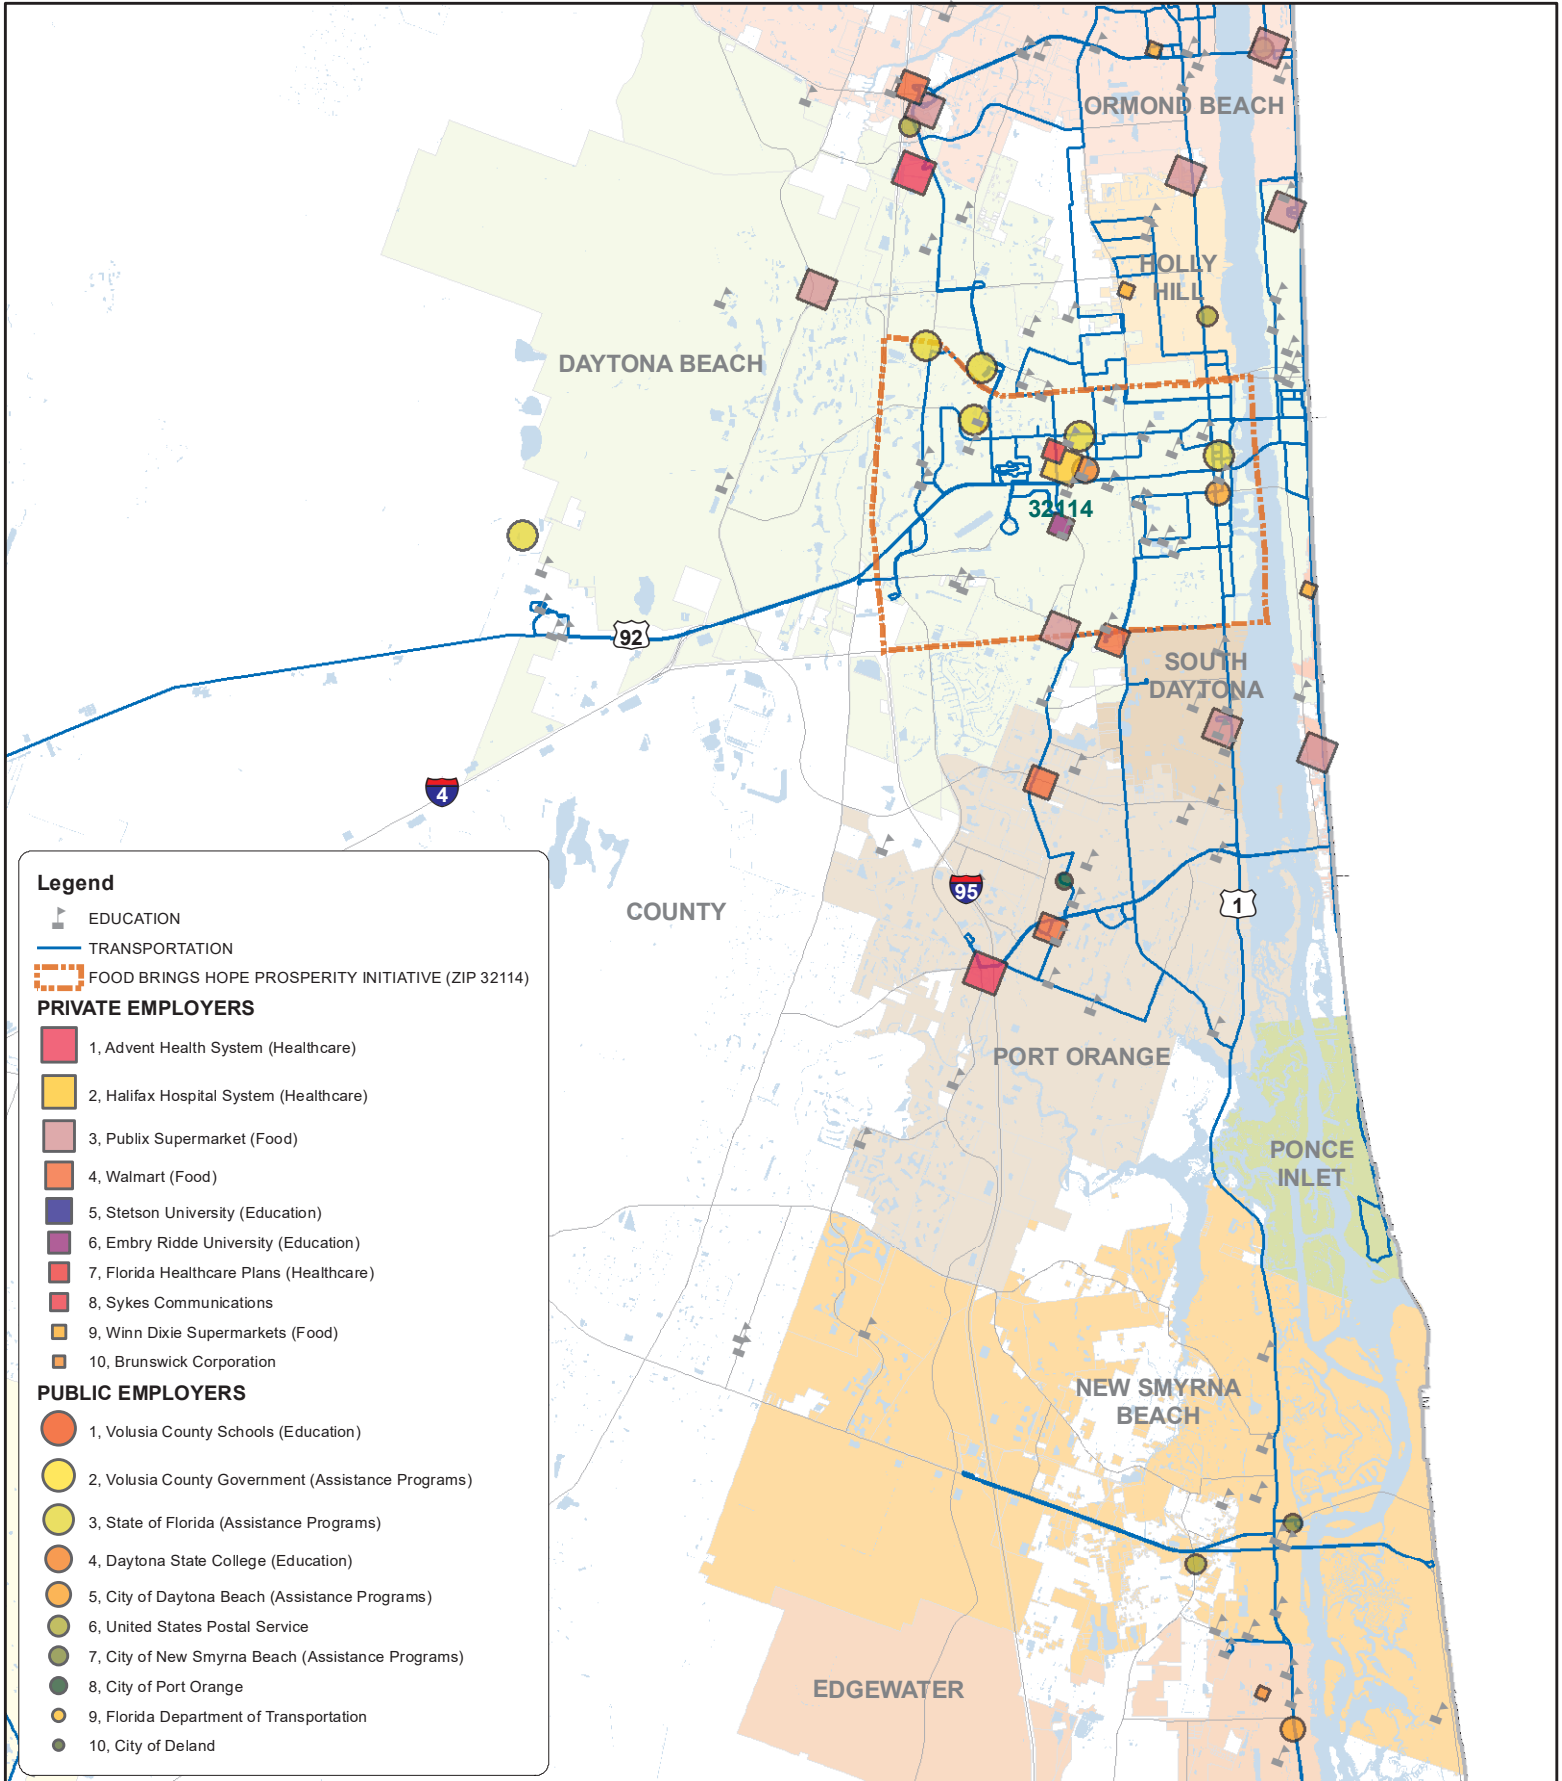 ORMOND BEACH
HOLLY
HILL
DAYTONA BEACH
32114
92
SOUTH
DAYTONA
4
95
1
COUNTY
PORT ORANGE
PONCE
INLET
NEW SMYRNA
BEACH
EDGEWATER
Legend
EDUCATION
TRANSPORTATION
FOOD BRINGS HOPE PROSPERITY INITIATIVE (ZIP 32114)
PRIVATE EMPLOYERS
1, Advent Health System (Healthcare)
2, Halifax Hospital System (Healthcare)
3, Publix Supermarket (Food)
4, Walmart (Food)
5, Stetson University (Education)
6, Embry Ridde University (Education)
7, Florida Healthcare Plans (Healthcare)
8, Sykes Communications
9, Winn Dixie Supermarkets (Food)
10, Brunswick Corporation
PUBLIC EMPLOYERS
1, Volusia County Schools (Education)
2, Volusia County Government (Assistance Programs)
3, State of Florida (Assistance Programs)
4, Daytona State College (Education)
5, City of Daytona Beach (Assistance Programs)
6, United States Postal Service
7, City of New Smyrna Beach (Assistance Programs)
8, City of Port Orange
9, Florida Department of Transportation
10, City of Deland